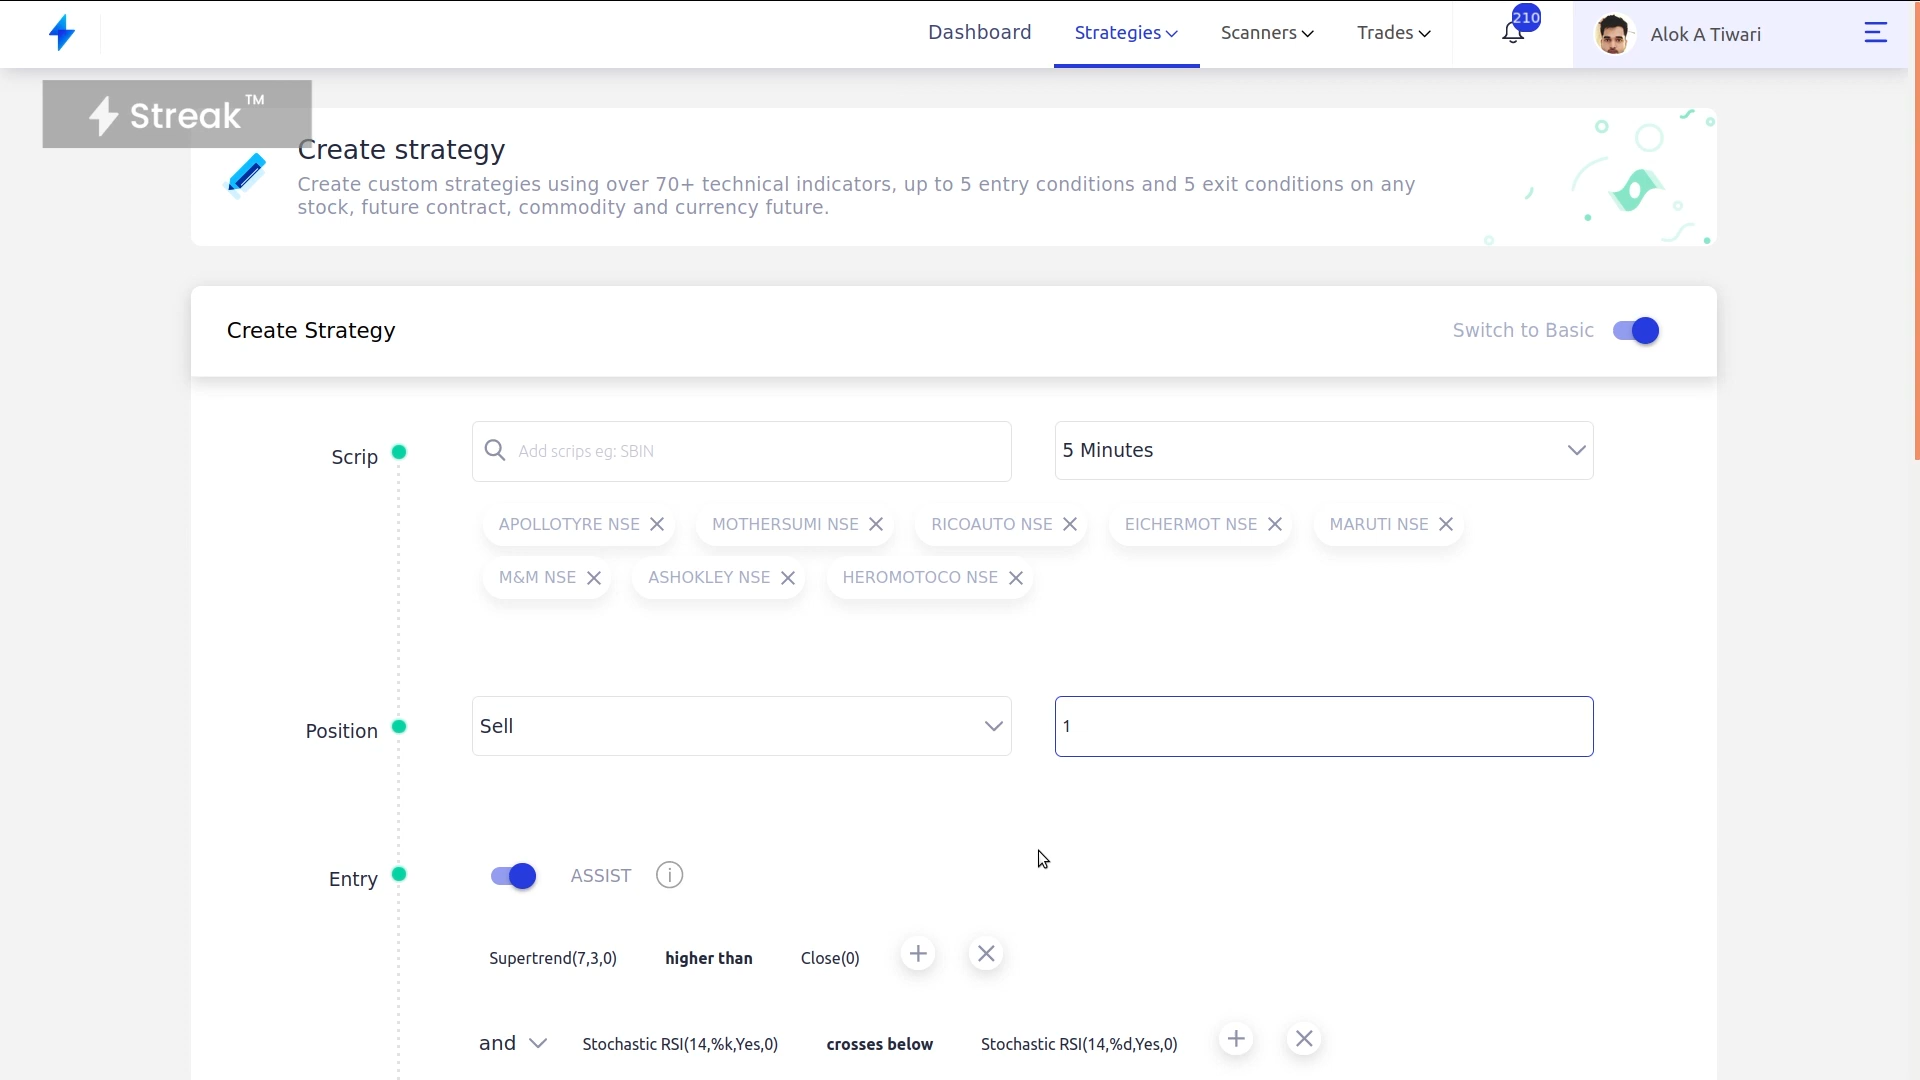 Dashboard Strategies Scanners Trades 210 Alok A Tiwari
Streak™
Create strategy
Create custom strategies using over 70+ technical indicators, up to 5 entry conditions and 5 exit conditions on any
stock, future contract, commodity and currency future.
Create Strategy Switch to Basic
Scrip Add scrips eg: SBIN 5 Minutes
APOLLOTYRE NSE MOTHERSUMI NSE RICOAUTO NSE EICHERMOT NSE MARUTI NSE
M&M NSE ASHOKLEY NSE HEROMOTOCO NSE
Position Sell 1
Entry ASSIST i
Supertrend(7,3,0) higher than Close(0)
and Stochastic RSI(14,%k,Yes,0) crosses below Stochastic RSI(14,%d,Yes,0)